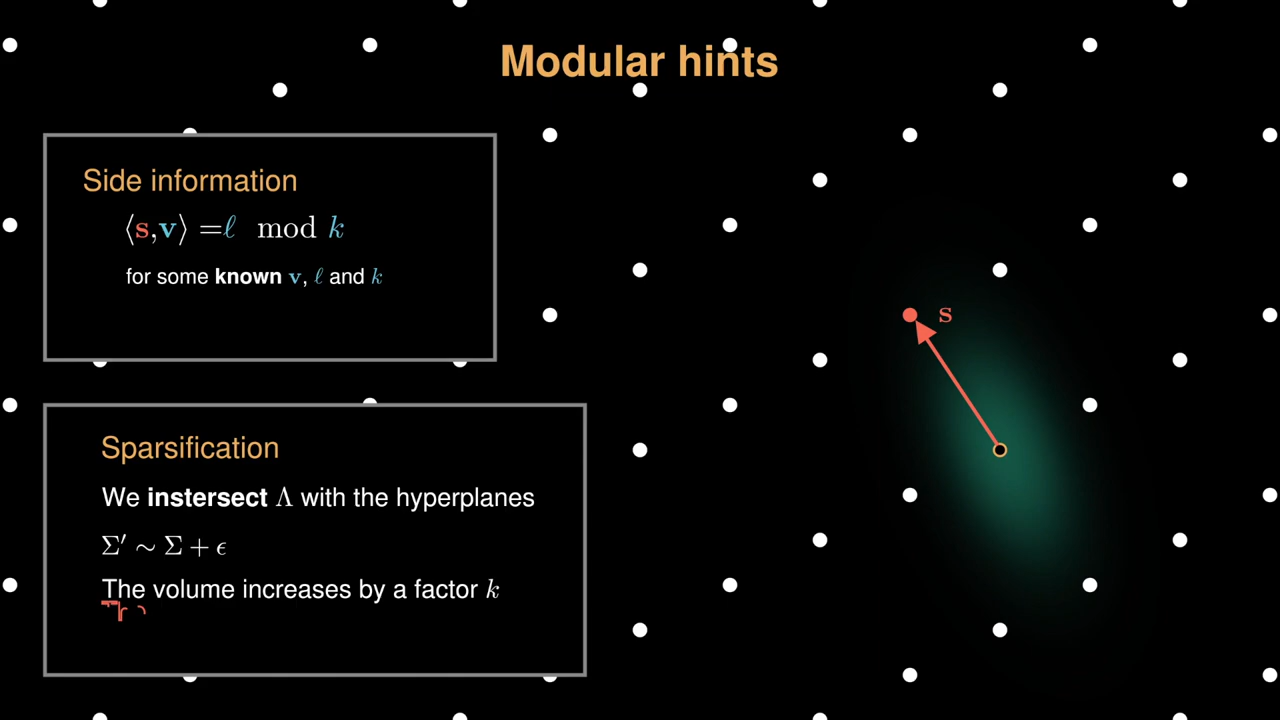 Modular hints
Side information
⟨s,v⟩ =ℓ mod k
for some known v, ℓ and k
s
Sparsification
We instersect Λ with the hyperplanes
Σ′ ∼ Σ + ϵ
The volume increases by a factor k